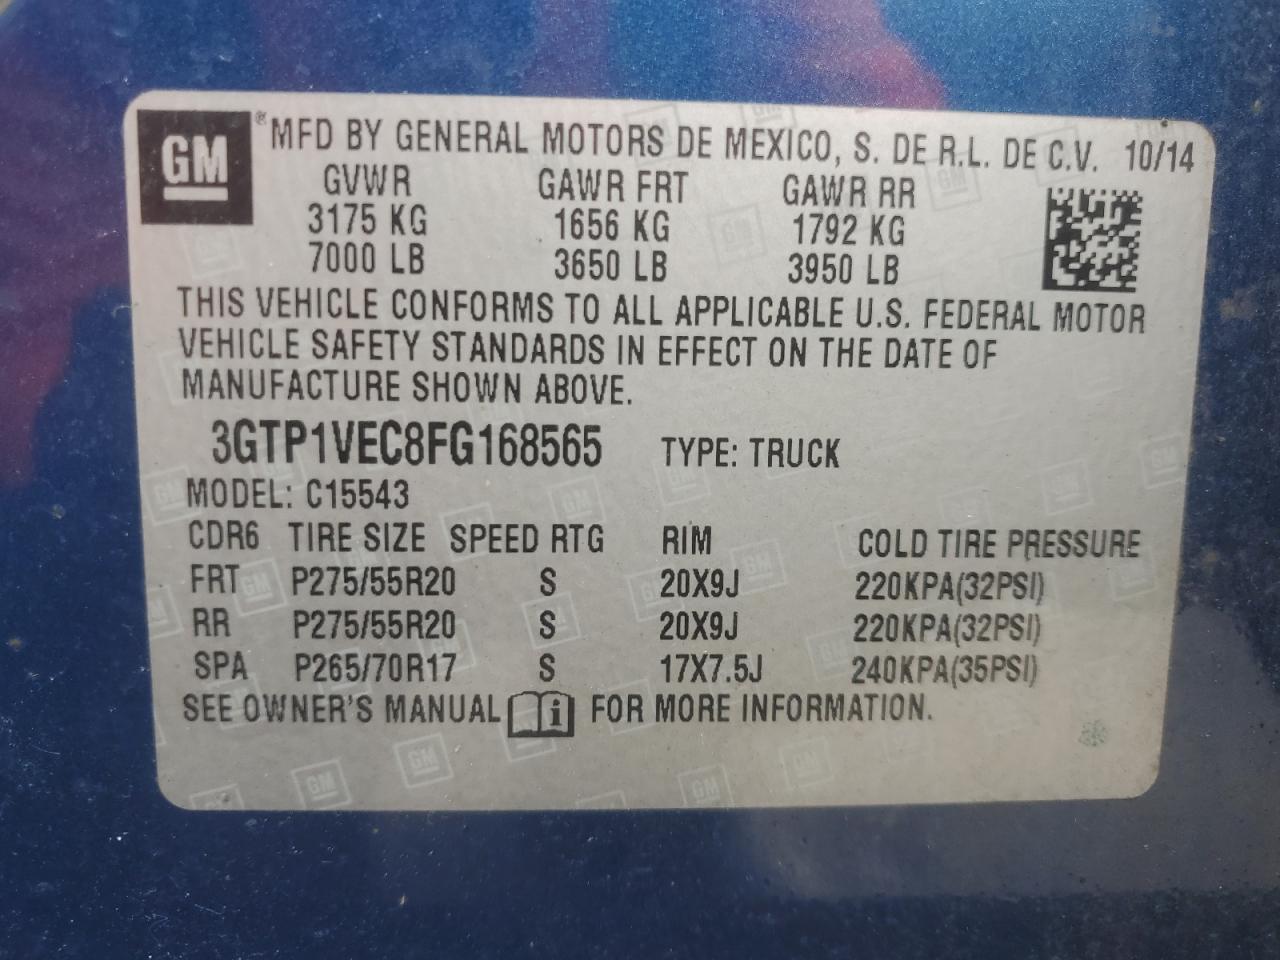 GM ® MFD BY GENERAL MOTORS DE MEXICO, S. DE R.L. DE C.V. 10/14
GVWR GAWR FRT GAWR RR
3175 KG 1656 KG 1792 KG
7000 LB 3650 LB 3950 LB
THIS VEHICLE CONFORMS TO ALL APPLICABLE U.S. FEDERAL MOTOR
VEHICLE SAFETY STANDARDS IN EFFECT ON THE DATE OF
MANUFACTURE SHOWN ABOVE.
3GTP1VEC8FG168565 TYPE: TRUCK
MODEL: C15543
CDR6 TIRE SIZE SPEED RTG RIM COLD TIRE PRESSURE
FRT P275/55R20 S 20X9J 220KPA(32PSI)
RR P275/55R20 S 20X9J 220KPA(32PSI)
SPA P265/70R17 S 17X7.5J 240KPA(35PSI)
SEE OWNER'S MANUAL i FOR MORE INFORMATION.